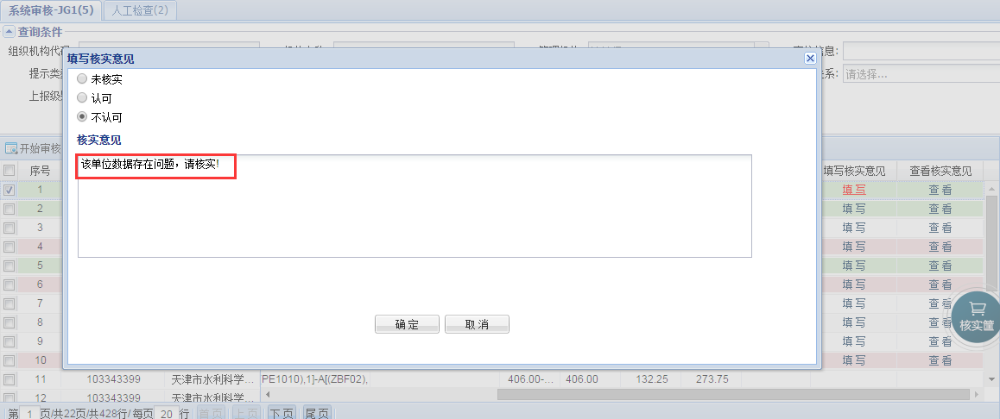 系统审核-JG1(5) 人工检查(2)
查询条件
组织机构代码
信息:
提示类
系: 请选择...
上报级
填写核实意见
未核实
认可
不认可
核实意见
该单位数据存在问题，请核实!
确 定 取 消
开始审核
序号 填写核实意见 查看核实意见
1 填 写 查 看
2 填 写 查 看
3 填 写 查 看
4 填 写 查 看
5 填 写 查 看
6 填 写 查 看
7 填 写 查 看
8 填 写 查 看
9 填 写 查 看
10 填 写 查 看
核实筐
11 103343399 天津市水利科学... PE1010),1]-A[(ZBF02), 406.00-... 406.00 132.25 273.75
12 103343399 天津市水利科学...
第 1 页/共22页/共428行/每页 20 行 首 页 上 页 下 页 尾 页